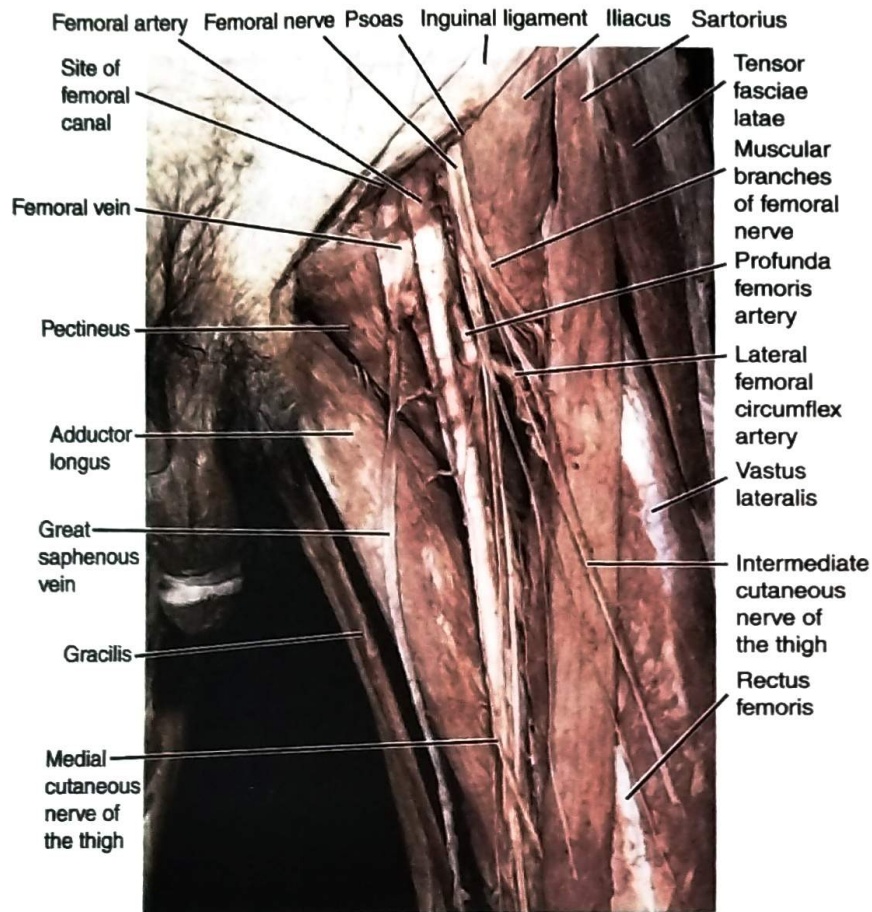 Femoral artery
Femoral nerve
Psoas
Inguinal ligament
Iliacus
Sartorius
Site of
femoral
canal
Femoral vein
Pectineus
Adductor
longus
Great
saphenous
vein
Gracilis
Medial
cutaneous
nerve of
the thigh
Tensor
fasciae
latae
Muscular
branches
of femoral
nerve
Profunda
femoris
artery
Lateral
femoral
circumflex
artery
Vastus
lateralis
Intermediate
cutaneous
nerve of
the thigh
Rectus
femoris